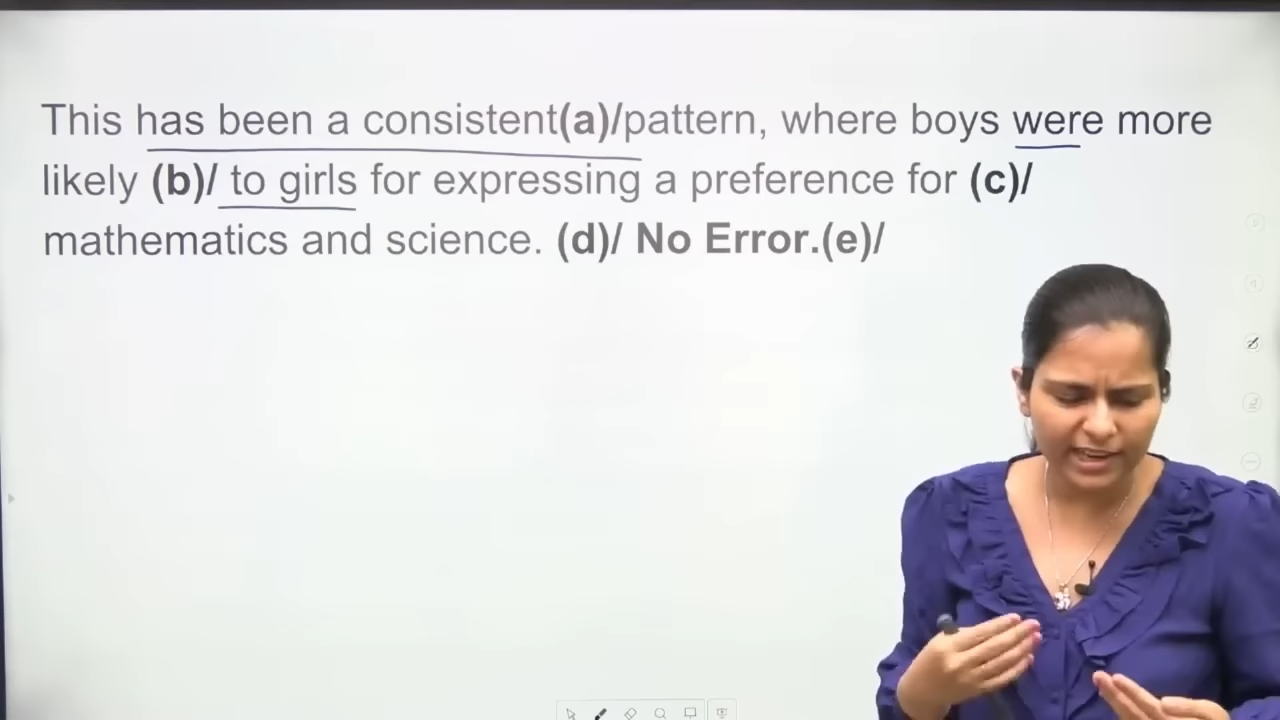 This has been a consistent(a)/pattern, where boys were more
likely (b)/ to girls for expressing a preference for (c)/
mathematics and science. (d)/ No Error.(e)/